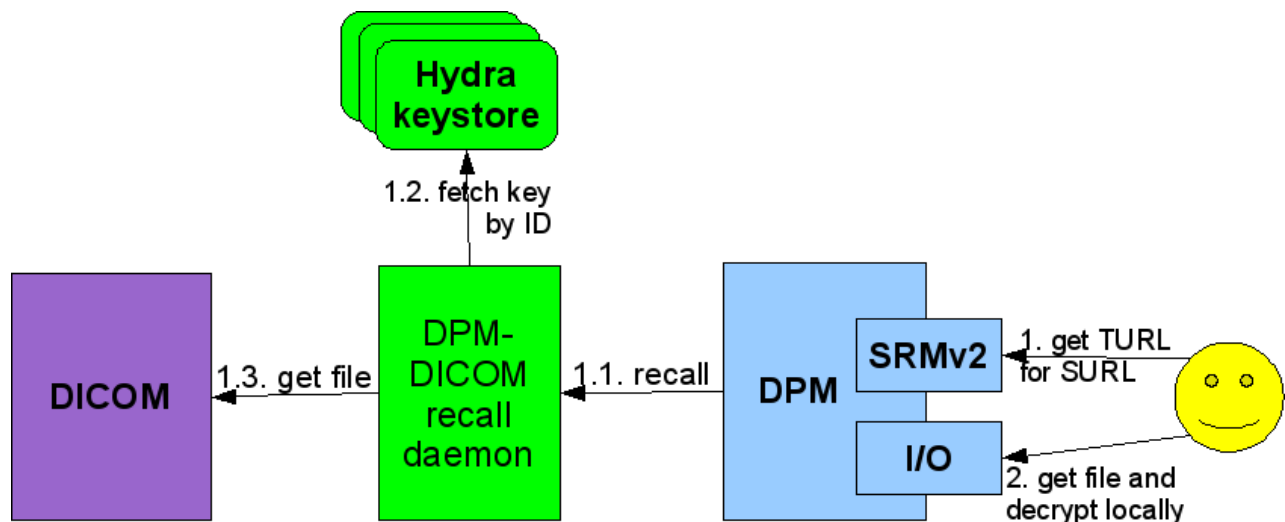 Hydra
keystore
1.2. fetch key
by ID
DICOM
1.3. get file
DPM-
DICOM
recall
daemon
1.1. recall
DPM
SRMv2
I/O
1. get TURL
for SURL
2. get file and
decrypt locally